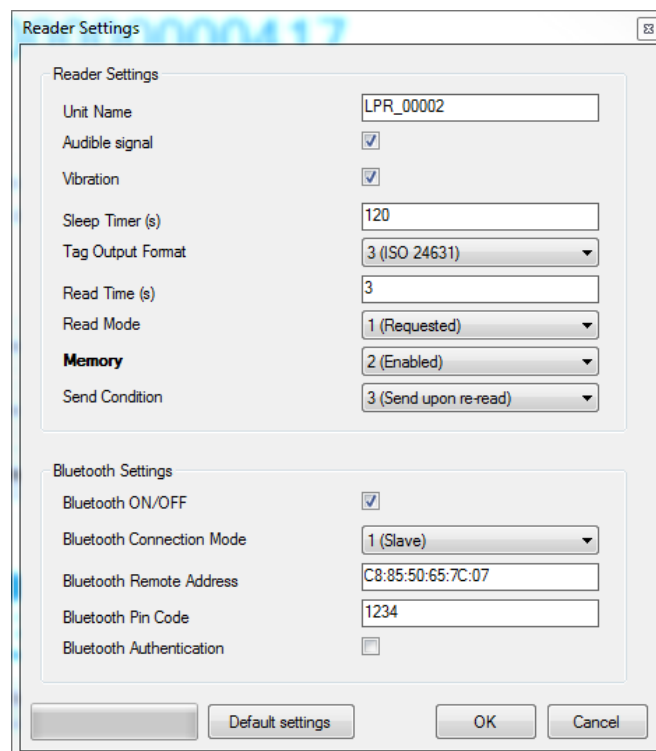 Reader Settings
Reader Settings
Unit Name LPR_00002
Audible signal
Vibration
Sleep Timer (s) 120
Tag Output Format 3 (ISO 24631)
Read Time (s) 3
Read Mode 1 (Requested)
Memory 2 (Enabled)
Send Condition 3 (Send upon re-read)
Bluetooth Settings
Bluetooth ON/OFF
Bluetooth Connection Mode 1 (Slave)
Bluetooth Remote Address C8:85:50:65:7C:07
Bluetooth Pin Code 1234
Bluetooth Authentication
Default settings OK Cancel